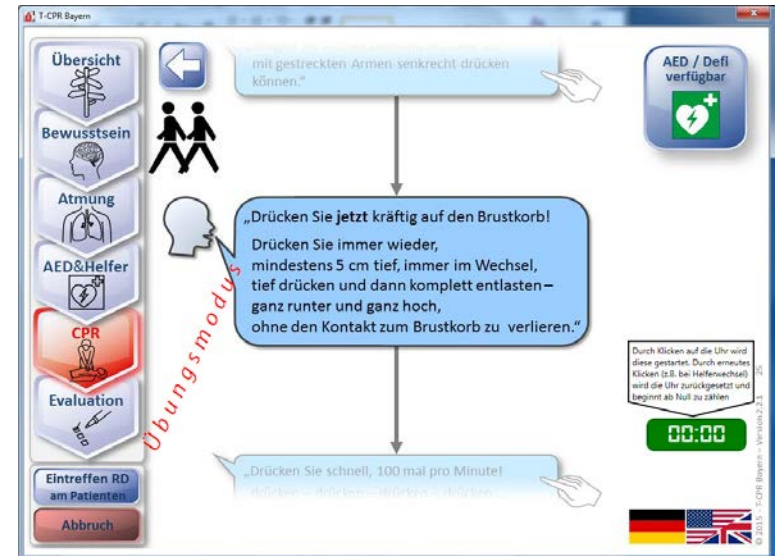 T-CPR Bayern
Übersicht
Bewusstsein
Atmung
AED&Helfer
CPR
Evaluation
Eintreffen RD
am Patienten
Abbruch
mit gestreckten Armen senkrecht drücken
können.“
„Drücken Sie jetzt kräftig auf den Brustkorb!
Drücken Sie immer wieder,
mindestens 5 cm tief, immer im Wechsel,
tief drücken und dann komplett entlasten –
ganz runter und ganz hoch,
ohne den Kontakt zum Brustkorb zu verlieren.“
Übungsmodus
„Drücken Sie schnell, 100 mal pro Minute!
drücken – drücken – drücken – drücken
AED / Defi
verfügbar
Durch Klicken auf die Uhr wird
diese gestartet. Durch erneutes
Klicken (z.B. bei Helferwechsel)
wird die Uhr zurückgesetzt und
beginnt ab Null zu zählen
00:00
© 2015 - T-CPR Bayern – Version 2.2.1 25